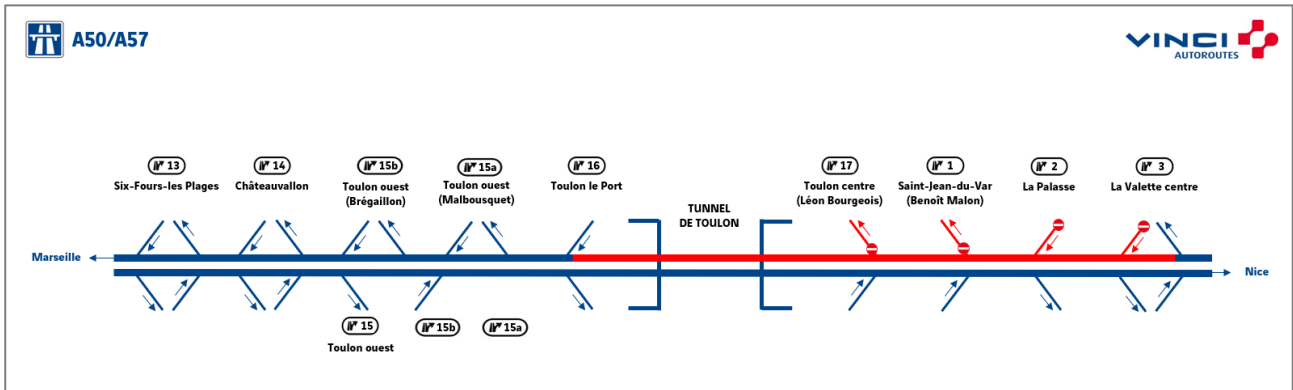 A50/A57
VINCI
AUTOROUTES
13
14
15b
15a
16
17
1
2
3
Six-Fours-les Plages
Châteauvallon
Toulon ouest
(Brégaillon)
Toulon ouest
(Malbousquet)
Toulon le Port
TUNNEL
DE TOULON
Toulon centre
(Léon Bourgeois)
Saint-Jean-du-Var
(Benoît Malon)
La Palasse
La Valette centre
Marseille
Nice
15
15b
15a
Toulon ouest